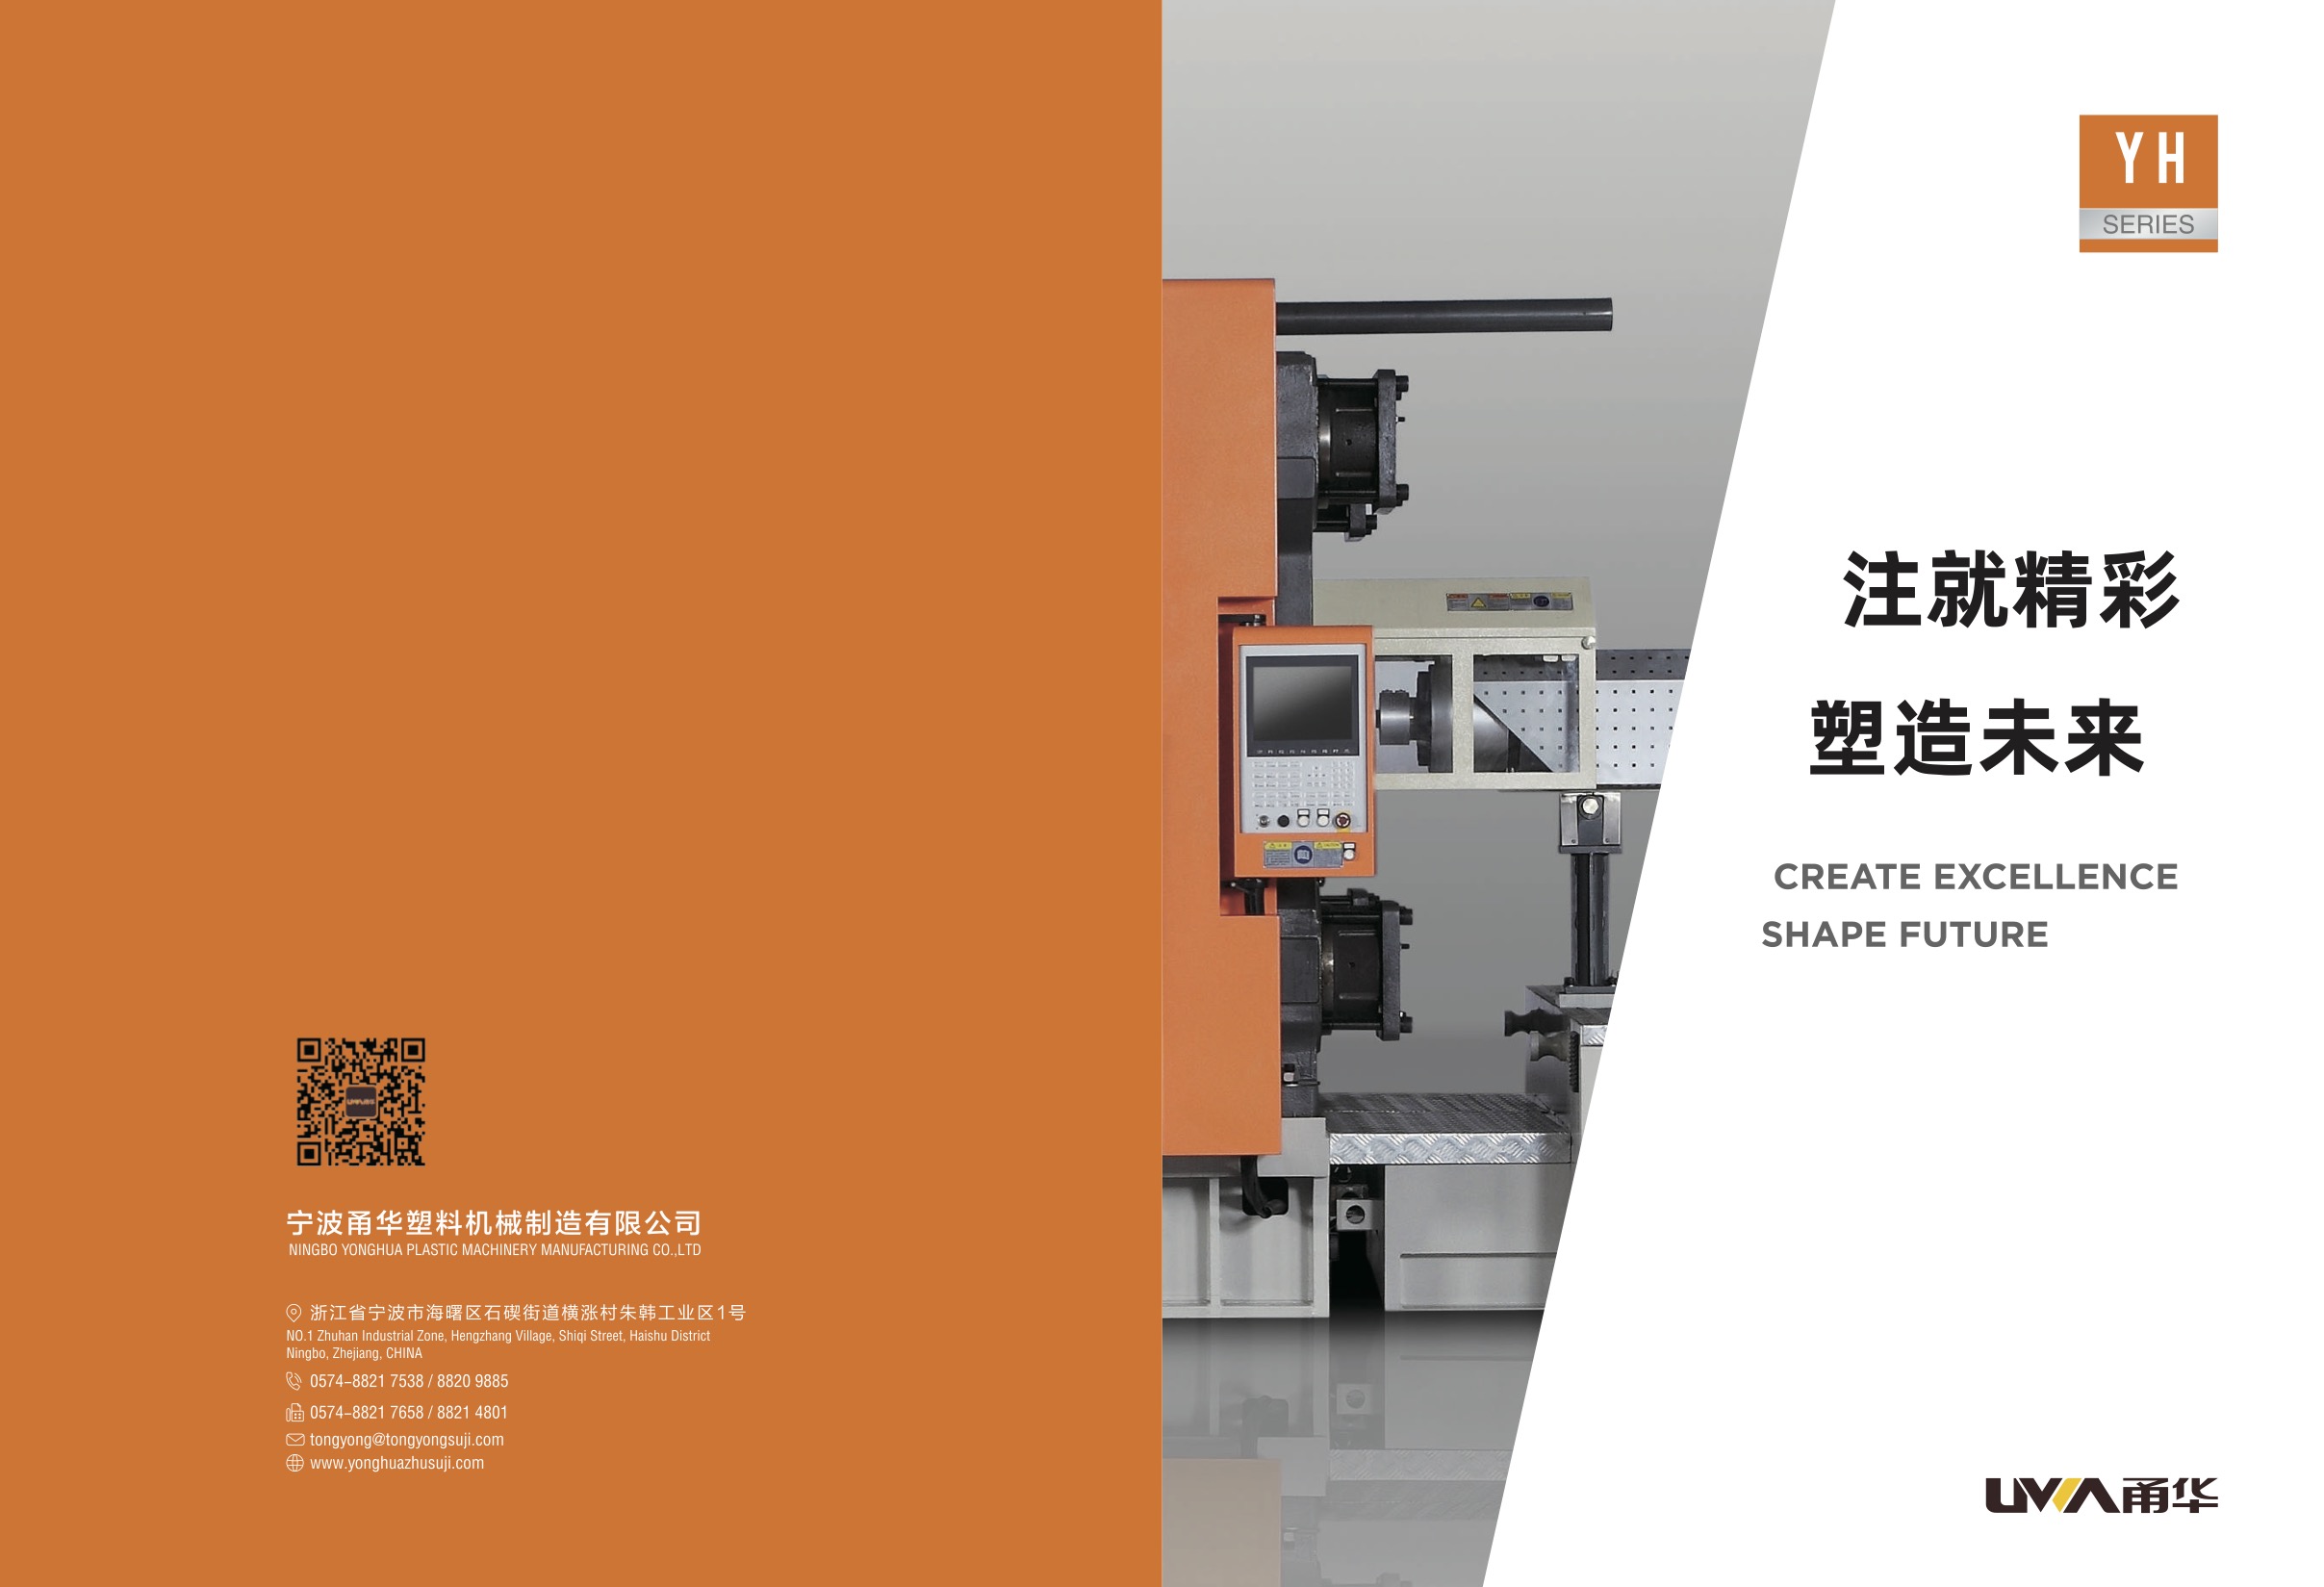 宁波甬华塑料机械制造有限公司
NINGBO YONGHUA PLASTIC MACHINERY MANUFACTURING CO.,LTD
浙江省宁波市海曙区石碶街道横涨村朱韩工业区1号
NO.1 Zhuhan Industrial Zone, Hengzhang Village, Shiqi Street, Haishu District
Ningbo, Zhejiang, CHINA
0574-8821 7538 / 8820 9885
0574-8821 7658 / 8821 4801
tongyong@tongyongsuji.com
www.yonghuazhusuji.com
YH
SERIES
注就精彩
塑造未来
CREATE EXCELLENCE
SHAPE FUTURE
甬华